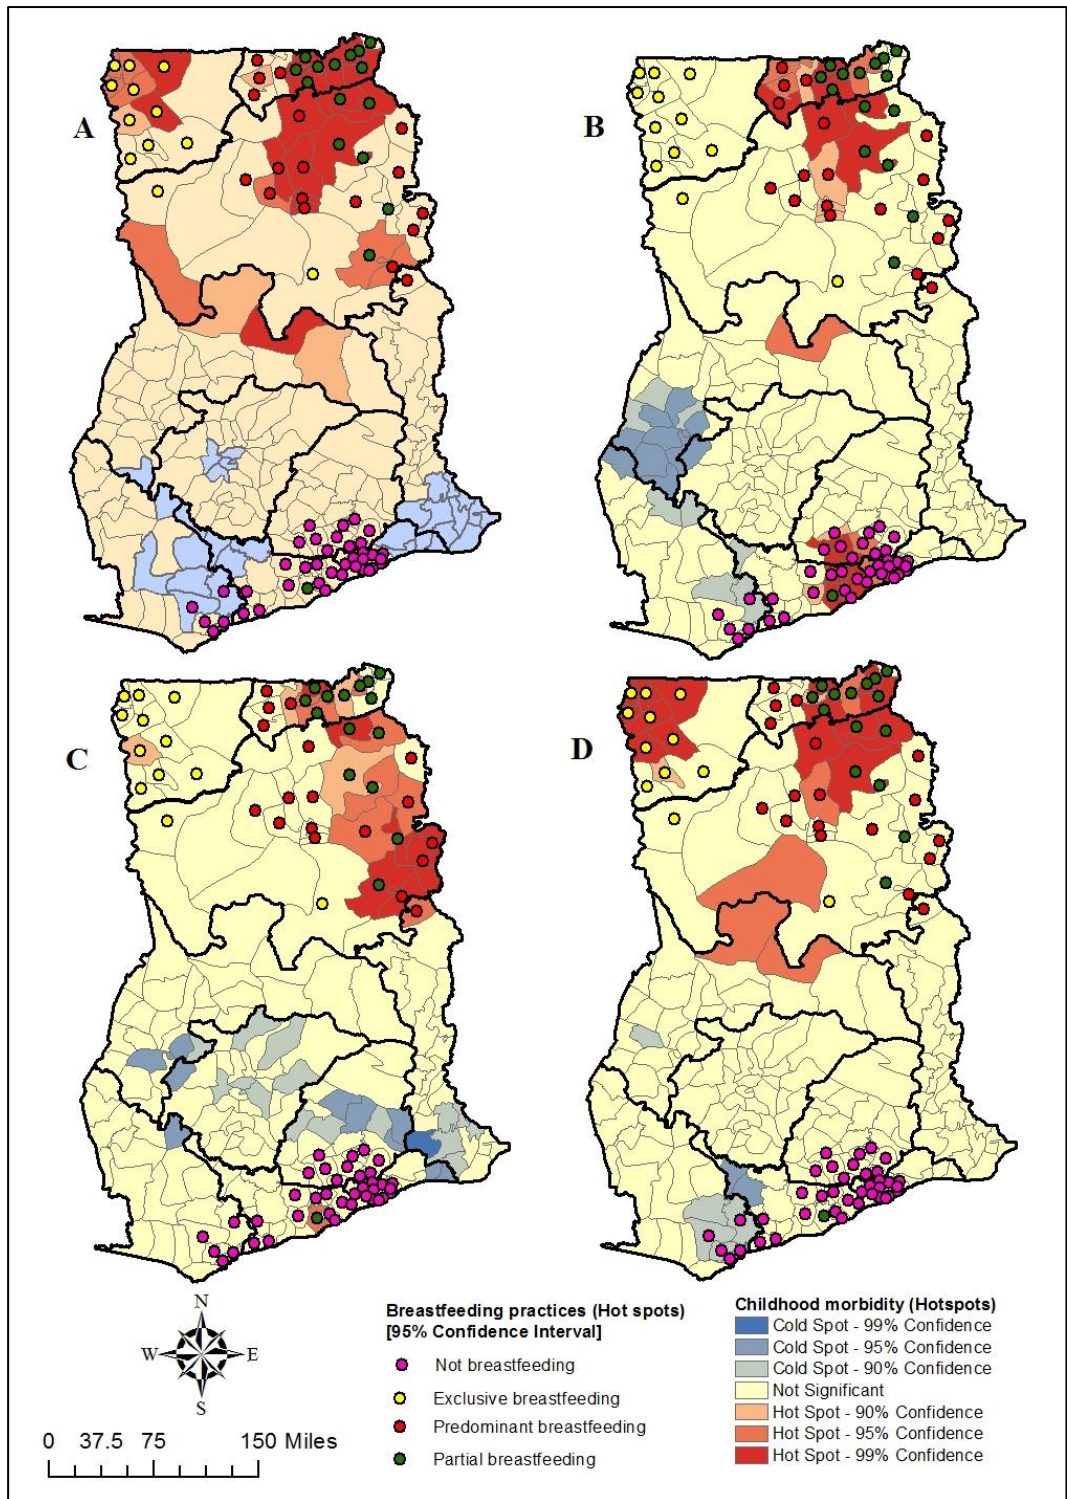 A
B
C
D
N
W
E
S
0 37.5 75 150 Miles
Breastfeeding practices (Hot spots)
[95% Confidence Interval]
Not breastfeeding
Exclusive breastfeeding
Predominant breastfeeding
Partial breastfeeding
Childhood morbidity (Hotspots)
Cold Spot - 99% Confidence
Cold Spot - 95% Confidence
Cold Spot - 90% Confidence
Not Significant
Hot Spot - 90% Confidence
Hot Spot - 95% Confidence
Hot Spot - 99% Confidence